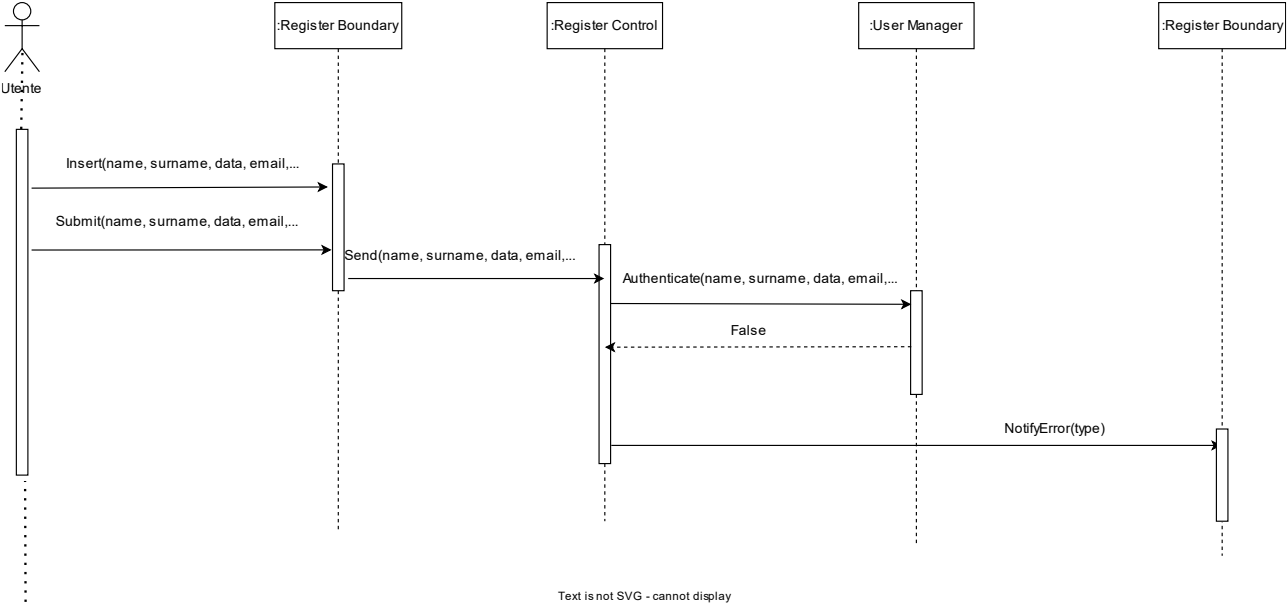 :Register Boundary
:Register Control
:User Manager
:Register Boundary
Utente
Insert(name, surname, data, email,...
Submit(name, surname, data, email,...
Send(name, surname, data, email,...
Authenticate(name, surname, data, email,...
False
NotifyError(type)
Text is not SVG - cannot display